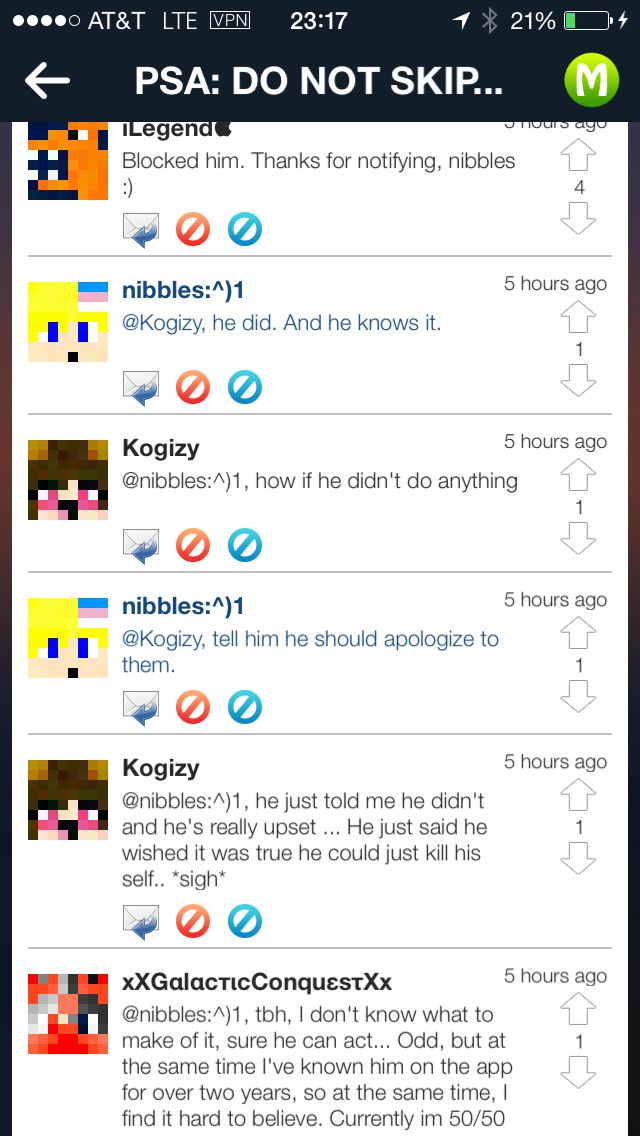 AT&T LTE VPN 23:17 21%
PSA: DO NOT SKIP...
M
iLegend 5 hours ago
Blocked him. Thanks for notifying, nibbles
:)
4
nibbles:^)1 5 hours ago
@Kogizy, he did. And he knows it.
1
Kogizy 5 hours ago
@nibbles:^)1, how if he didn't do anything
1
nibbles:^)1 5 hours ago
@Kogizy, tell him he should apologize to
them.
1
Kogizy 5 hours ago
@nibbles:^)1, he just told me he didn't
and he's really upset ... He just said he
wished it was true he could just kill his
self.. *sigh*
1
xXGαlαcτιcConquεsτXx 5 hours ago
@nibbles:^)1, tbh, I don't know what to
make of it, sure he can act... Odd, but at
the same time I've known him on the app
for over two years, so at the same time, I
find it hard to believe. Currently im 50/50
1